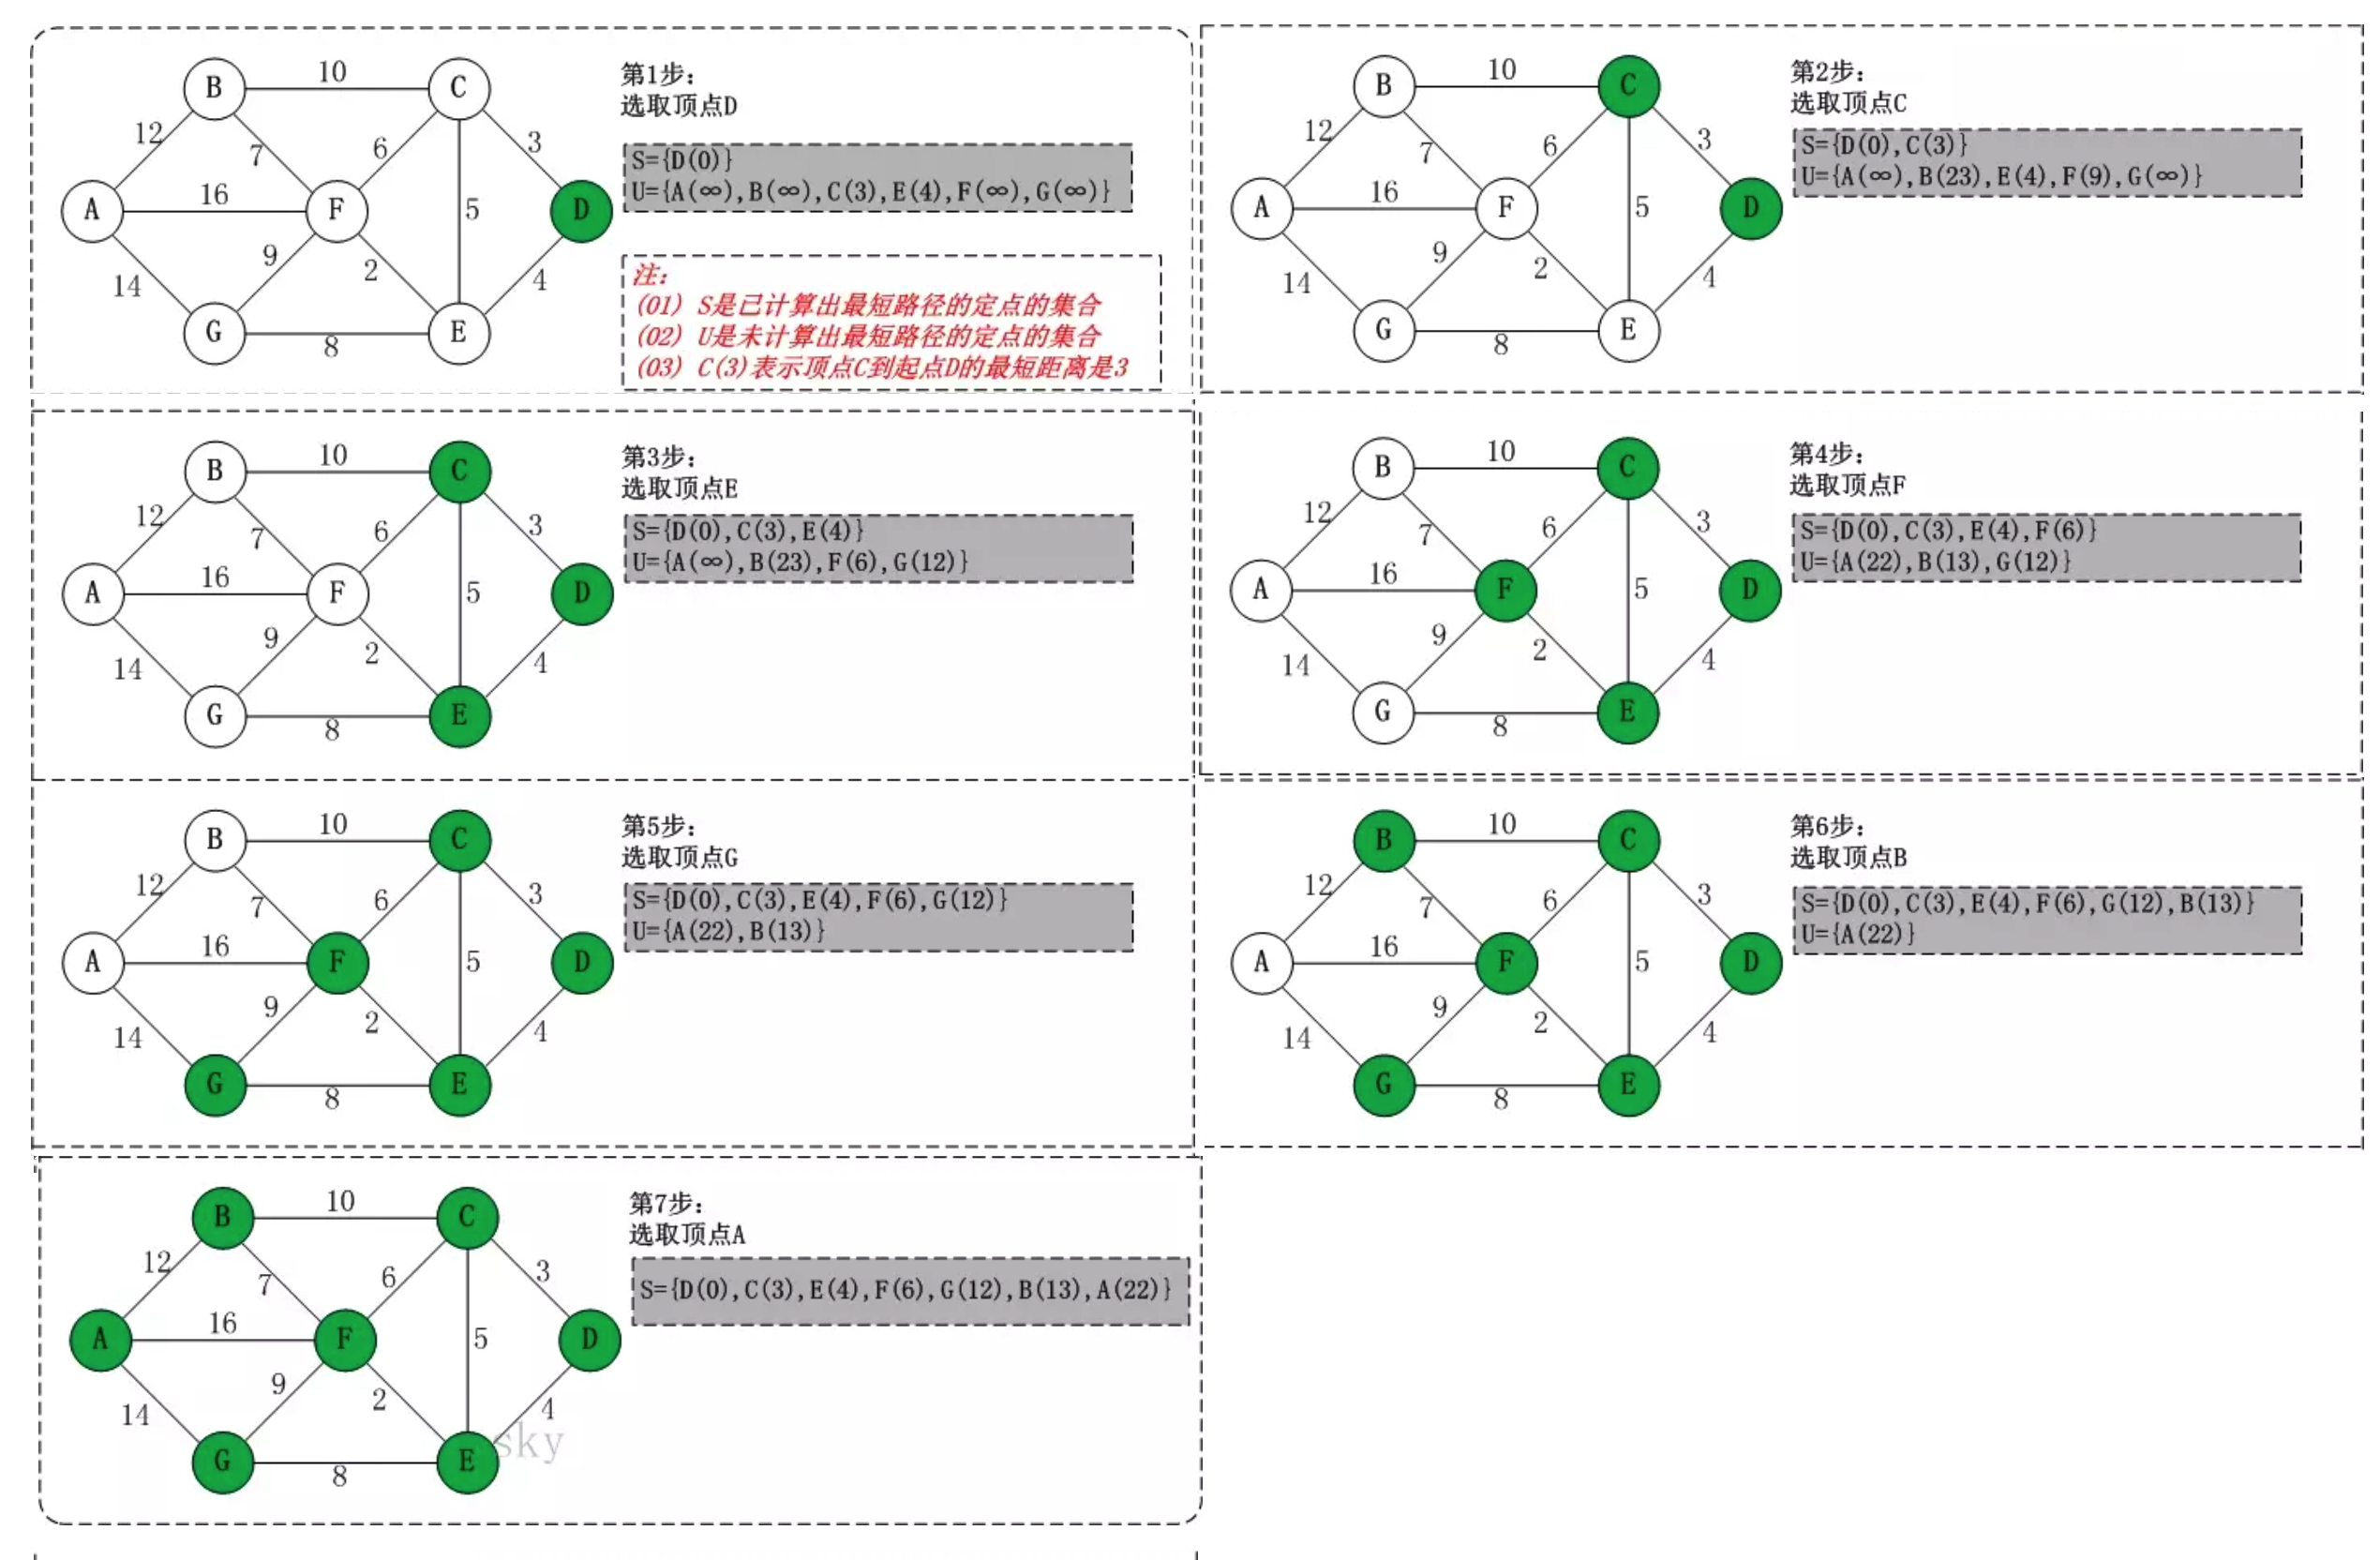 B 10 C
12 7 6 3
A 16 F 5 D
14 9 2 4
G 8 E
第1步：
选取顶点D
S={D(0)}
U={A(∞),B(∞),C(3),E(4),F(∞),G(∞)}
注：
(01) S是已计算出最短路径的定点的集合
(02) U是未计算出最短路径的定点的集合
(03) C(3)表示顶点C到起点D的最短距离是3
B 10 C
12 7 6 3
A 16 F 5 D
14 9 2 4
G 8 E
第2步：
选取顶点C
S={D(0),C(3)}
U={A(∞),B(23),E(4),F(9),G(∞)}
B 10 C
12 7 6 3
A 16 F 5 D
14 9 2 4
G 8 E
第3步：
选取顶点E
S={D(0),C(3),E(4)}
U={A(∞),B(23),F(6),G(12)}
B 10 C
12 7 6 3
A 16 F 5 D
14 9 2 4
G 8 E
第4步：
选取顶点F
S={D(0),C(3),E(4),F(6)}
U={A(22),B(13),G(12)}
B 10 C
12 7 6 3
A 16 F 5 D
14 9 2 4
G 8 E
第5步：
选取顶点G
S={D(0),C(3),E(4),F(6),G(12)}
U={A(22),B(13)}
B 10 C
12 7 6 3
A 16 F 5 D
14 9 2 4
G 8 E
第6步：
选取顶点B
S={D(0),C(3),E(4),F(6),G(12),B(13)}
U={A(22)}
B 10 C
12 7 6 3
A 16 F 5 D
14 9 2 4
G 8 E
sky
第7步：
选取顶点A
S={D(0),C(3),E(4),F(6),G(12),B(13),A(22)}